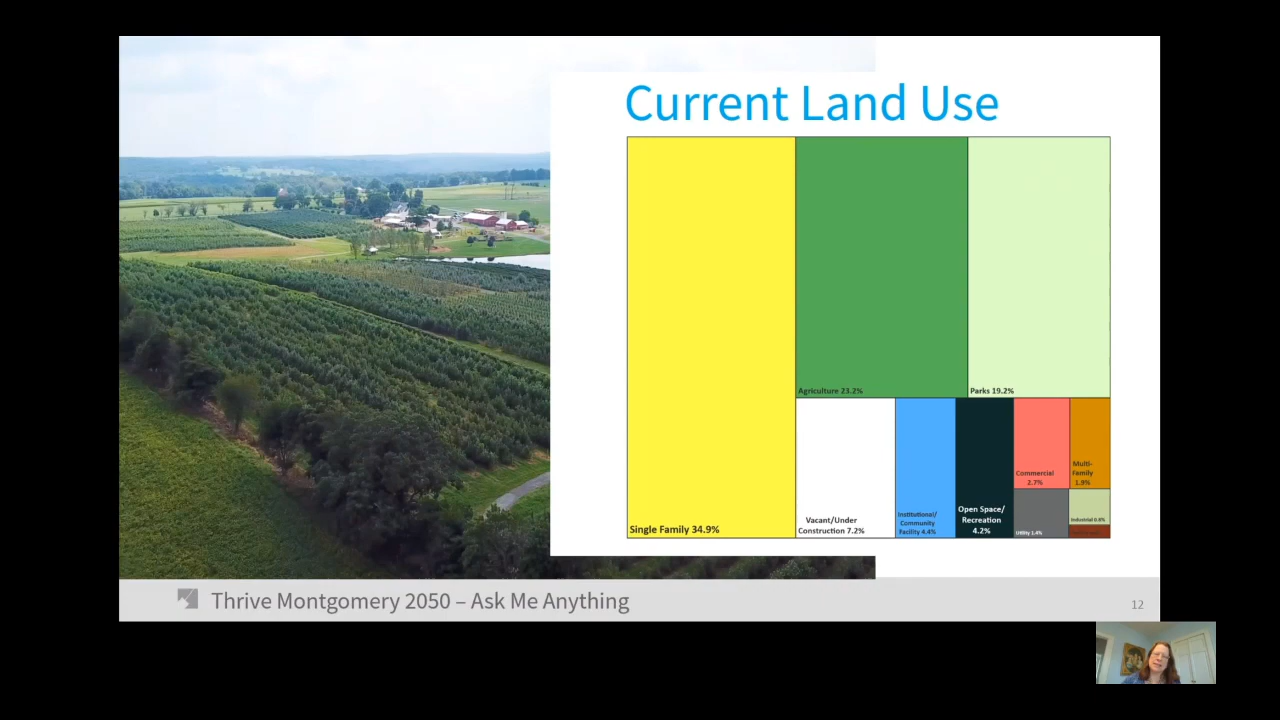 Current Land Use
Agriculture 23.2%
Parks 19.2%
Single Family 34.9%
Vacant/Under
Construction 7.2%
Institutional/
Community
Facility 4.4%
Open Space/
Recreation
4.2%
Commercial
2.7%
Multi-
Family
1.9%
Utility 1.4%
Industrial 0.8%
Thrive Montgomery 2050 – Ask Me Anything
12